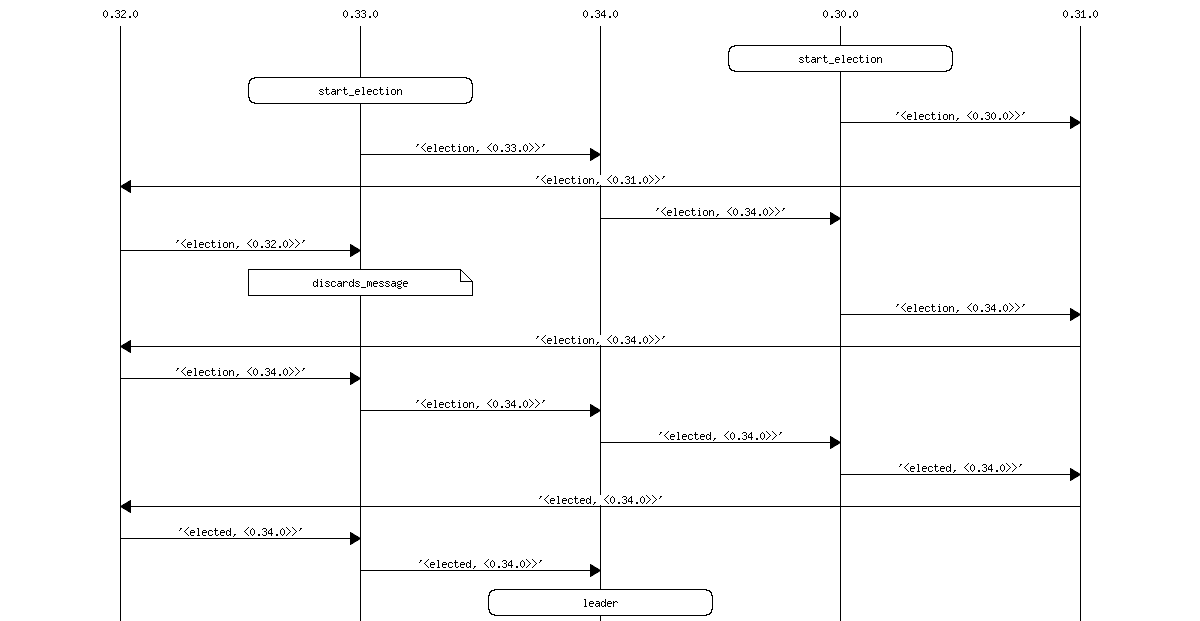 0.32.0 0.33.0 0.34.0 0.30.0 0.31.0
start_election
start_election
'<election, <0.30.0>>'
'<election, <0.33.0>>'
'<election, <0.31.0>>'
'<election, <0.34.0>>'
'<election, <0.32.0>>'
discards_message
'<election, <0.34.0>>'
'<election, <0.34.0>>'
'<election, <0.34.0>>'
'<election, <0.34.0>>'
'<elected, <0.34.0>>'
'<elected, <0.34.0>>'
'<elected, <0.34.0>>'
'<elected, <0.34.0>>'
'<elected, <0.34.0>>'
leader